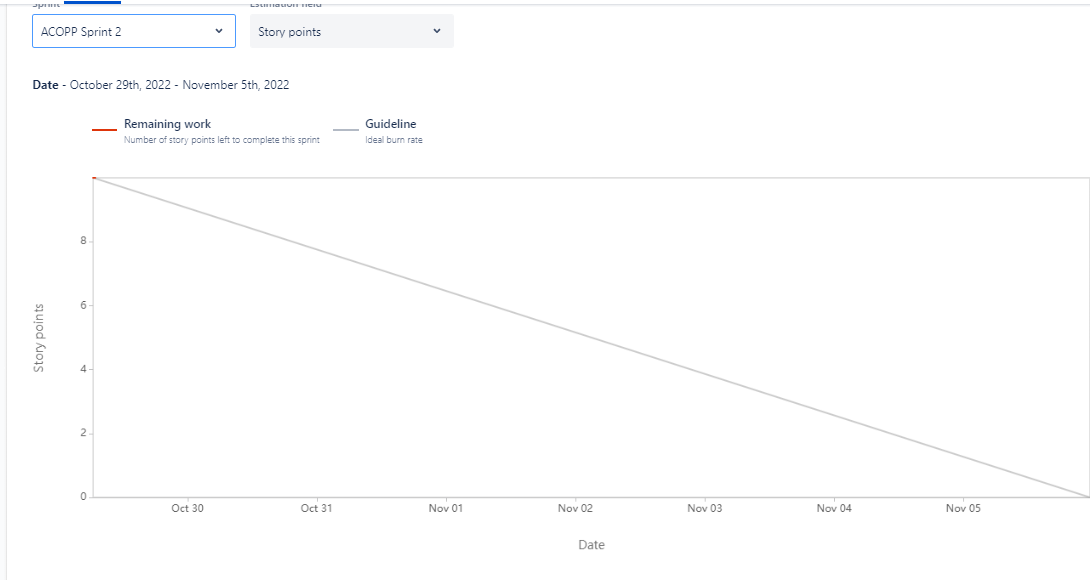 Sprint
Estimation field
ACOPP Sprint 2
Story points
Date - October 29th, 2022 - November 5th, 2022
Remaining work
Number of story points left to complete this sprint
Guideline
Ideal burn rate
8
6
4
2
0
Story points
Oct 30
Oct 31
Nov 01
Nov 02
Nov 03
Nov 04
Nov 05
Date